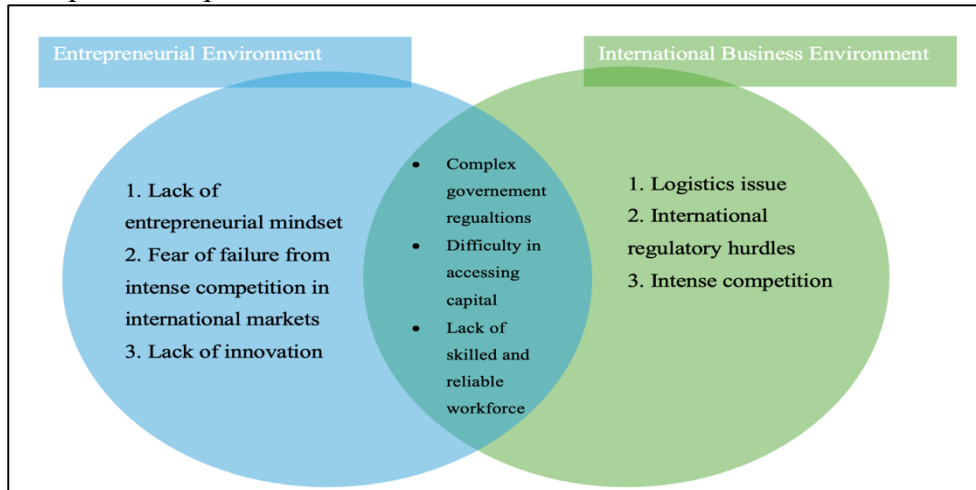 Entrepreneurial Environment
International Business Environment
1. Lack of
entrepreneurial mindset
2. Fear of failure from
intense competition in
international markets
3. Lack of innovation
• Complex
governement
regualtions
• Difficulty in
accessing
capital
• Lack of
skilled and
reliable
workforce
1. Logistics issue
2. International
regulatory hurdles
3. Intense competition